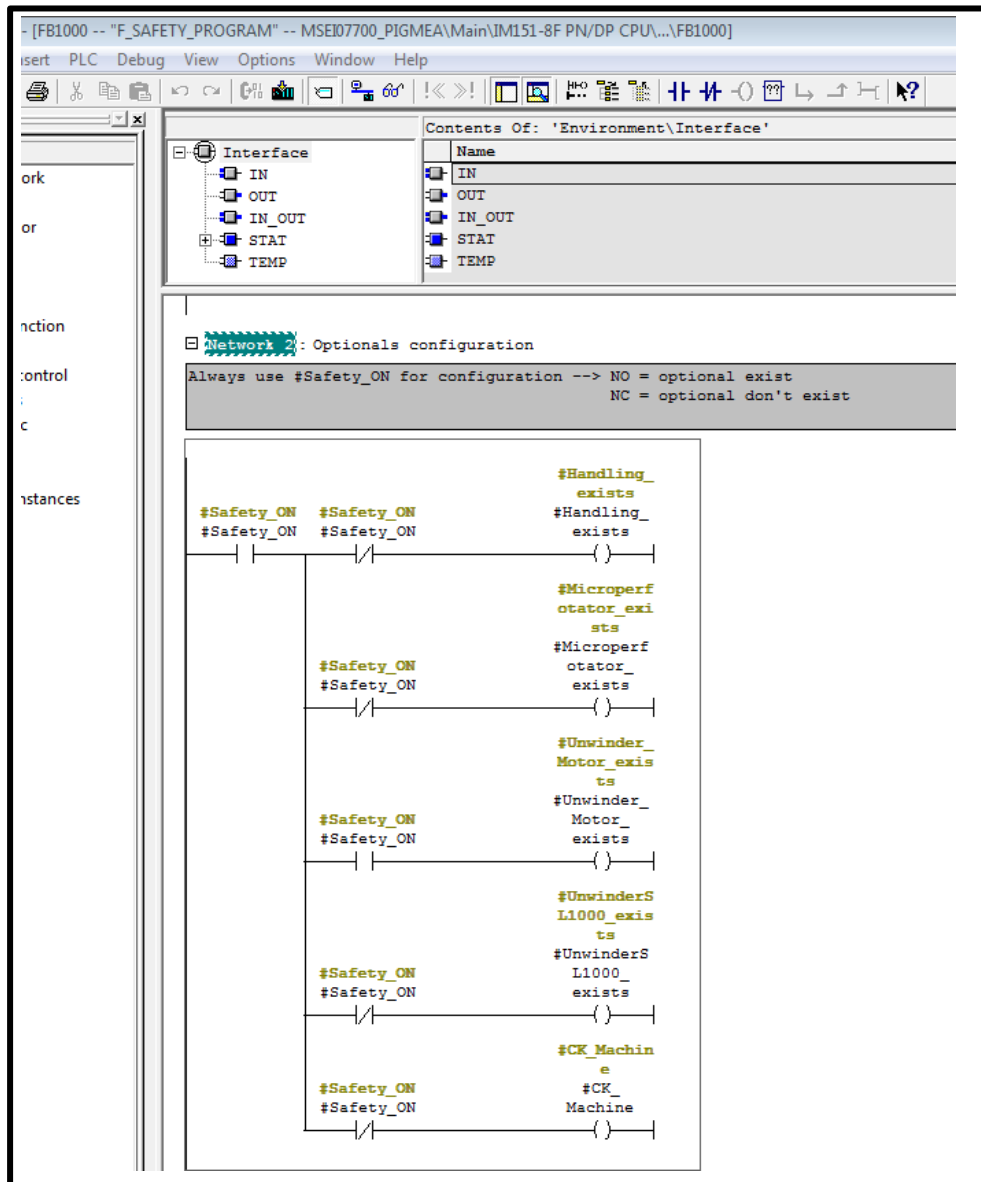 - [FB1000 -- "F_SAFETY_PROGRAM" -- MSEI07700_PIGMEA\Main\IM151-8F PN/DP CPU\...\FB1000]
nsert PLC Debug View Options Window Help
Contents Of: 'Environment\Interface'
Interface
Name
ork
IN
IN
OUT
OUT
or
IN_OUT
IN_OUT
STAT
STAT
TEMP
TEMP
nction
Network 2: Optionals configuration
control
Always use #Safety_ON for configuration --> NO = optional exist
NC = optional don't exist
c
nstances
#Handling_
exists
#Safety_ON #Safety_ON #Handling_
#Safety_ON #Safety_ON exists
#Microperf
otator_exi
sts
#Microperf
#Safety_ON otator_
#Safety_ON exists
#Unwinder_
Motor_exis
ts
#Unwinder_
#Safety_ON Motor_
#Safety_ON exists
#UnwinderS
L1000_exis
ts
#UnwinderS
#Safety_ON L1000_
#Safety_ON exists
#CK_Machin
e
#Safety_ON #CK_
#Safety_ON Machine